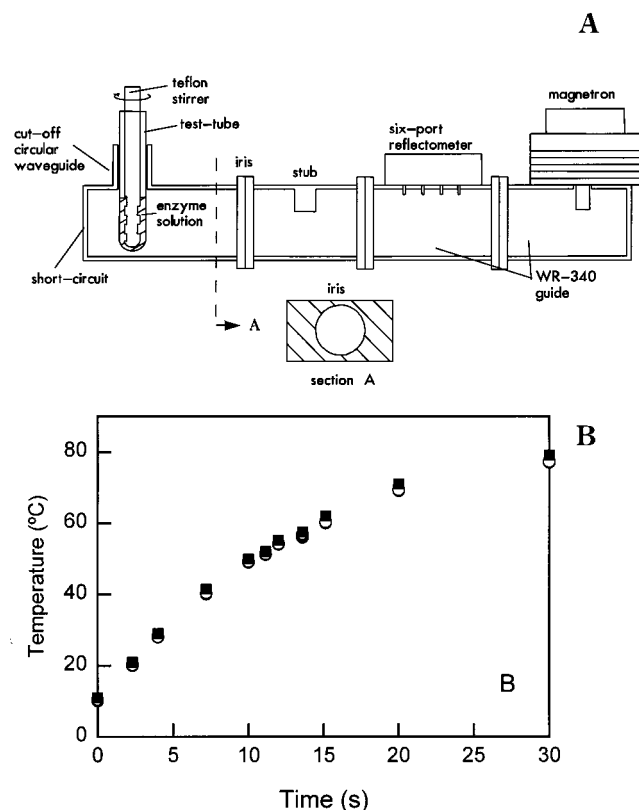 A
teflon
stirrer
magnetron
test-tube
six-port
reflectometer
cut-off
circular
waveguide
iris
stub
enzyme
solution
short-circuit
WR-340
guide
A
iris
section A
B
80
60
40
20
0
Temperature (ºC)
B
0 5 10 15 20 25 30
Time (s)